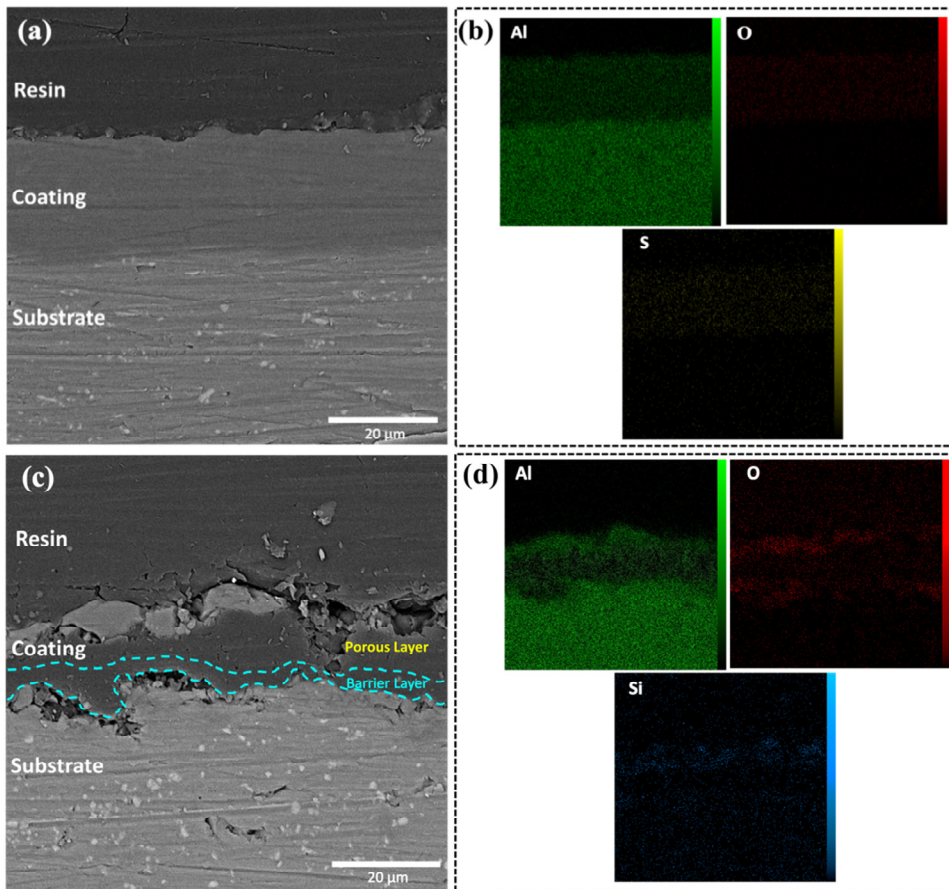 (a)
Resin
Coating
Substrate
20 μm
(b)
Al
O
S
(c)
Resin
Coating
Porous Layer
Barrier Layer
Substrate
20 μm
(d)
Al
O
Si